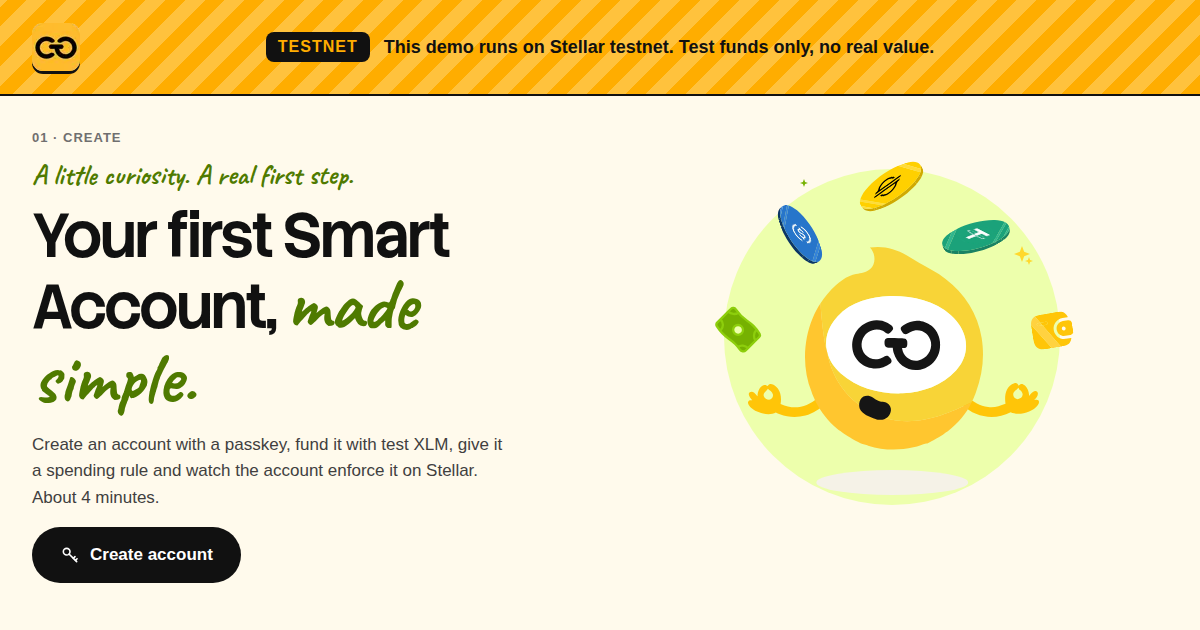 TESTNET This demo runs on Stellar testnet. Test funds only, no real value.
01 · CREATE
A little curiosity. A real first step.
Your first Smart
Account, made
simple.
Create an account with a passkey, fund it with test XLM, give it
a spending rule and watch the account enforce it on Stellar.
About 4 minutes.
Create account